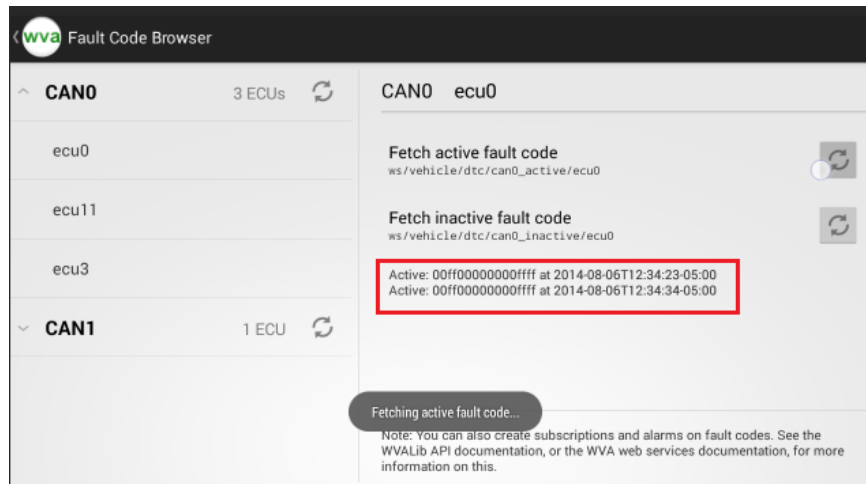 wva Fault Code Browser
CAN0 3 ECUs
ecu0
ecu11
ecu3
CAN1 1 ECU
CAN0 ecu0
Fetch active fault code
ws/vehicle/dtc/can0_active/ecu0
Fetch inactive fault code
ws/vehicle/dtc/can0_inactive/ecu0
Active: 00ff00000000ffff at 2014-08-06T12:34:23-05:00
Active: 00ff00000000ffff at 2014-08-06T12:34:34-05:00
Fetching active fault code...
Note: You can also create subscriptions and alarms on fault codes. See the
WVALib API documentation, or the WVA web services documentation, for more
information on this.